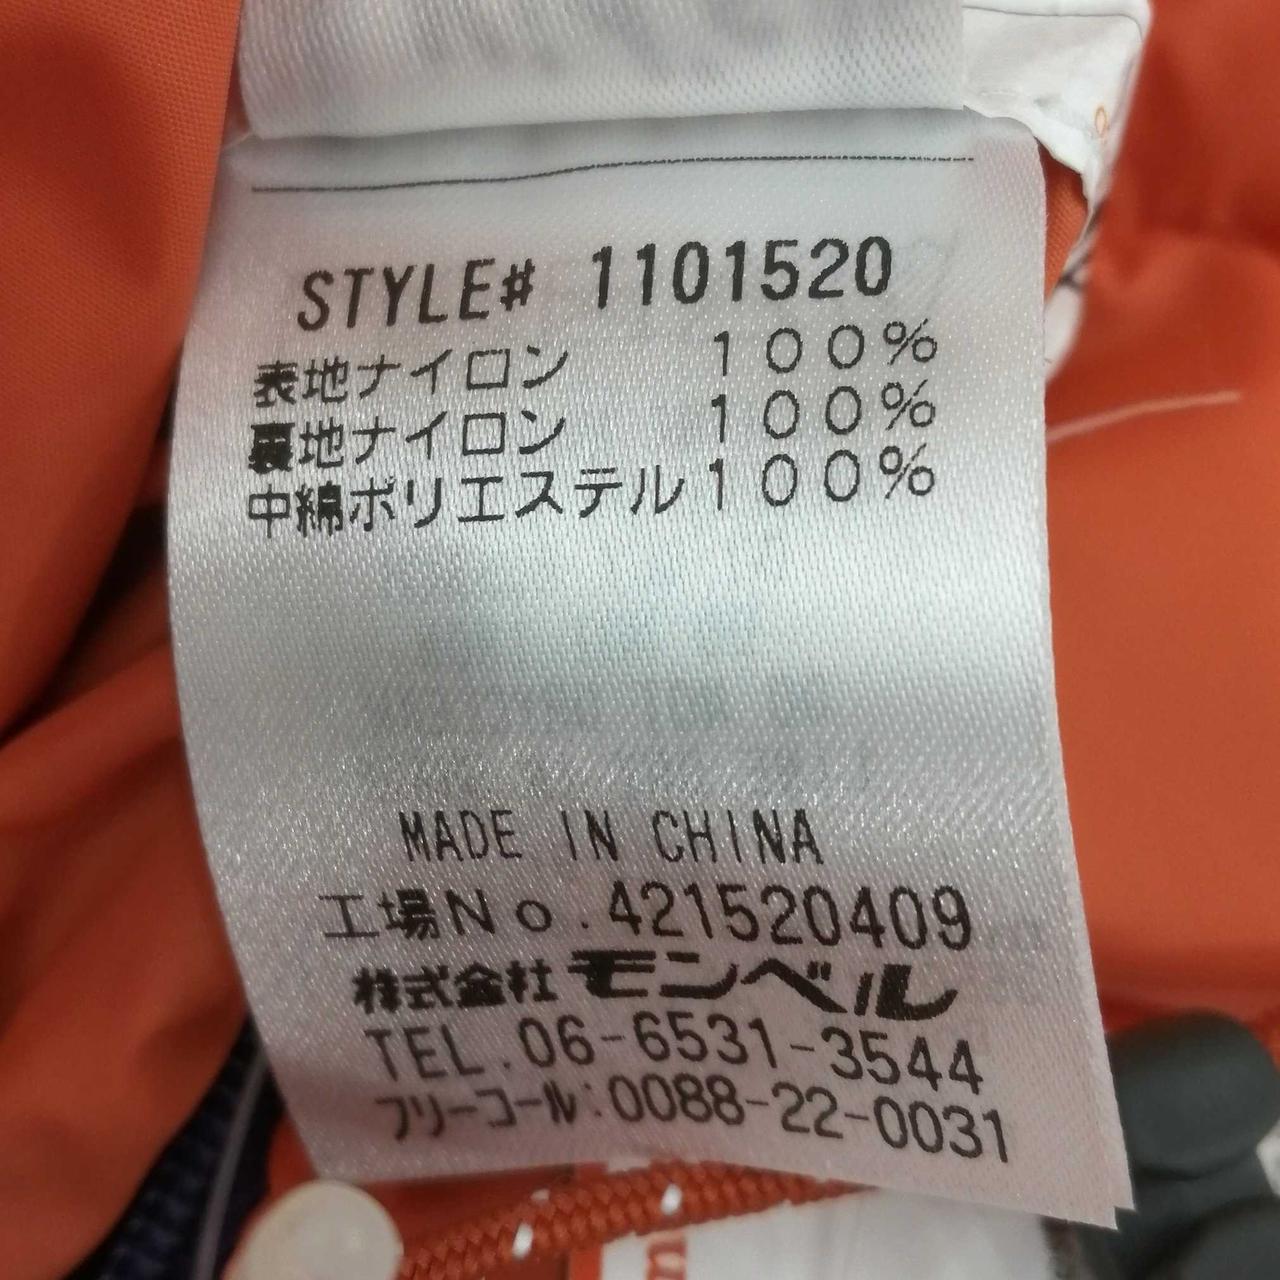 STYLE# 1101520
表地ナイロン 100%
裏地ナイロン 100%
中綿ポリエステル100%
MADE IN CHINA
工場No.421520409
株式会社モンベル
TEL.06-6531-3544
フリーコール:0088-22-0031